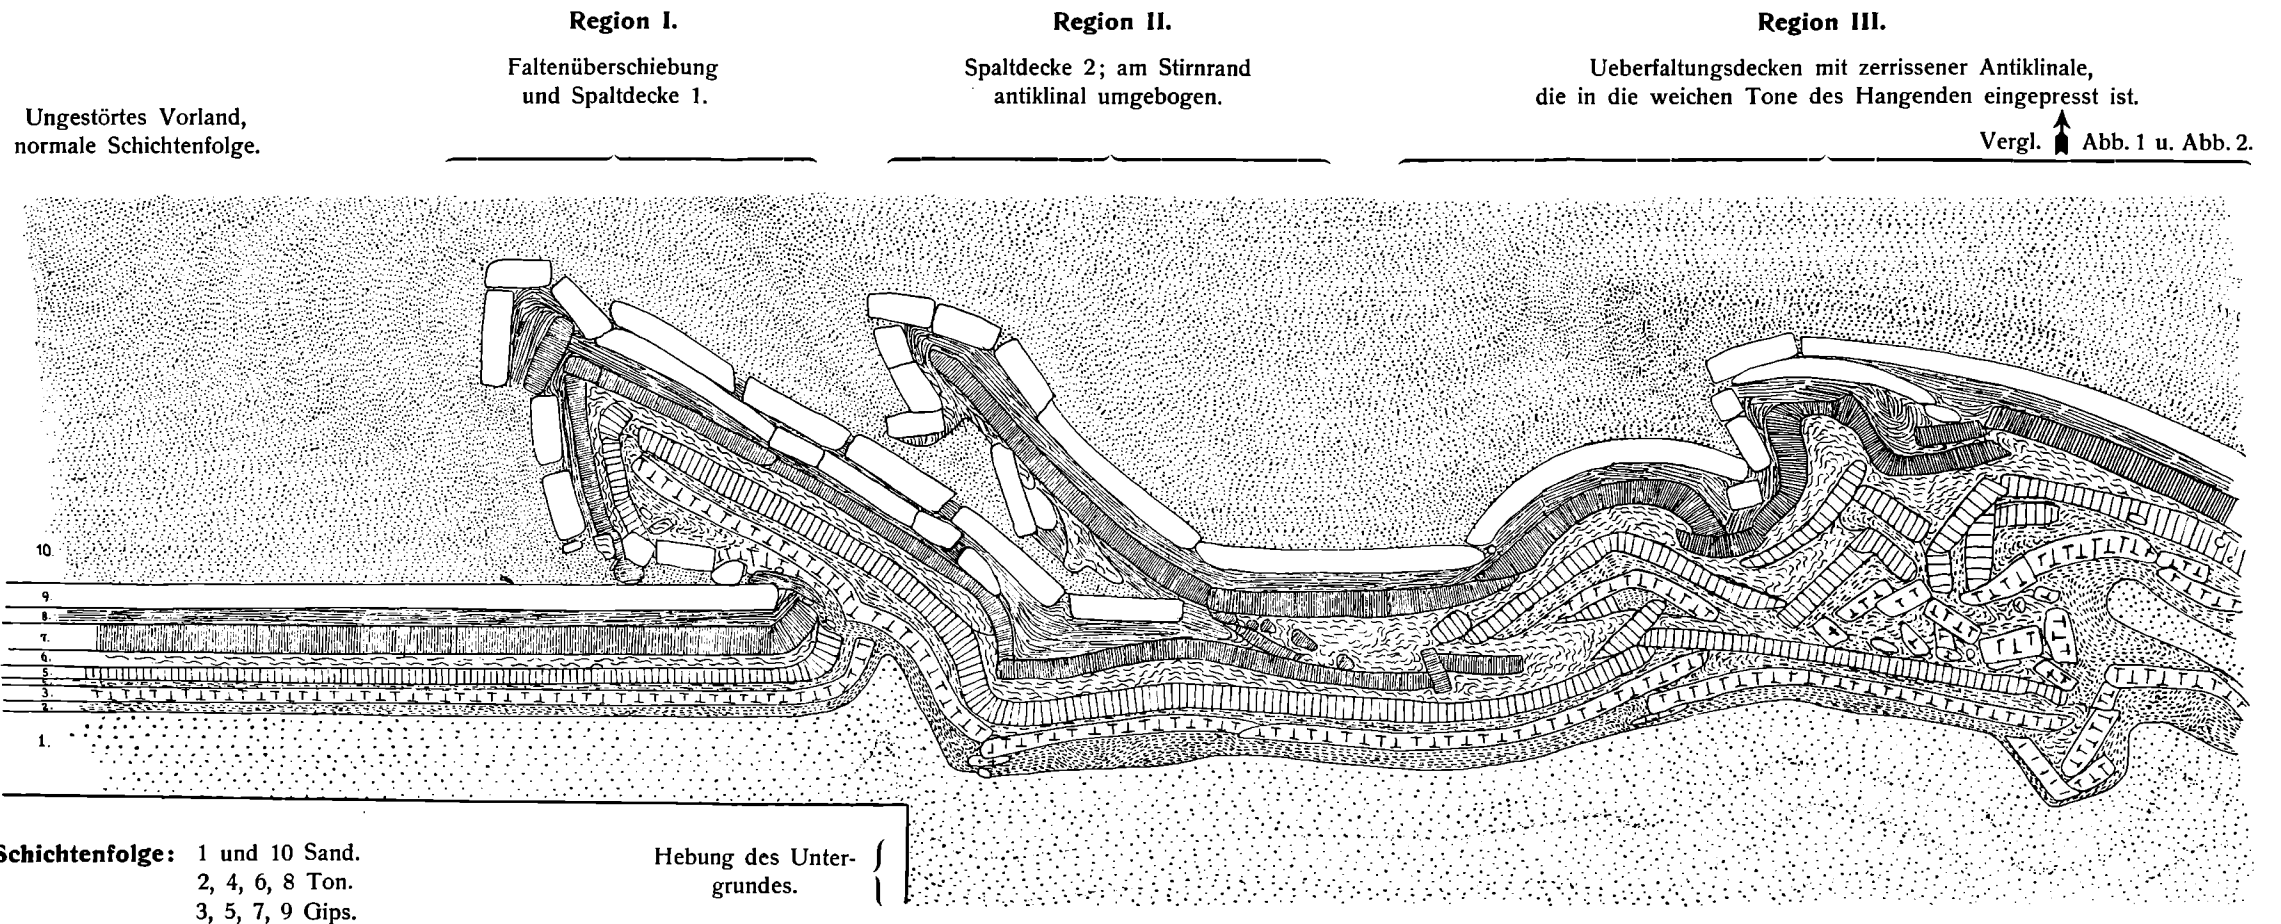 Region I.
Faltenüberschiebung
und Spaltdecke 1.
Region II.
Spaltdecke 2; am Stirnrand
antiklinal umgebogen.
Region III.
Ueberfaltungsdecken mit zerrissener Antiklinale,
die in die weichen Tone des Hangenden eingepresst ist.
Vergl. Abb. 1 u. Abb. 2.
Ungestörtes Vorland,
normale Schichtenfolge.
10.
9.
8.
7.
6.
5.
3.
2.
1.
Schichtenfolge: 1 und 10 Sand.
2, 4, 6, 8 Ton.
3, 5, 7, 9 Gips.
Hebung des Unter-
grundes.